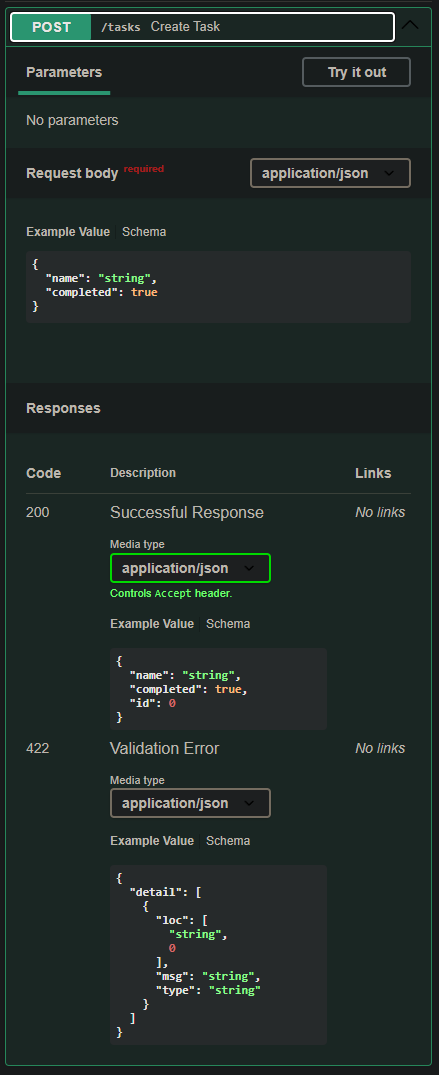 POST /tasks Create Task
Parameters Try it out
No parameters
Request body required application/json
Example Value Schema
{
  "name": "string",
  "completed": true
}
Responses
Code Description Links
200 Successful Response No links
Media type
application/json
Controls Accept header.
Example Value Schema
{
  "name": "string",
  "completed": true,
  "id": 0
}
422 Validation Error No links
Media type
application/json
Example Value Schema
{
  "detail": [
    {
      "loc": [
        "string",
        0
      ],
      "msg": "string",
      "type": "string"
    }
  ]
}